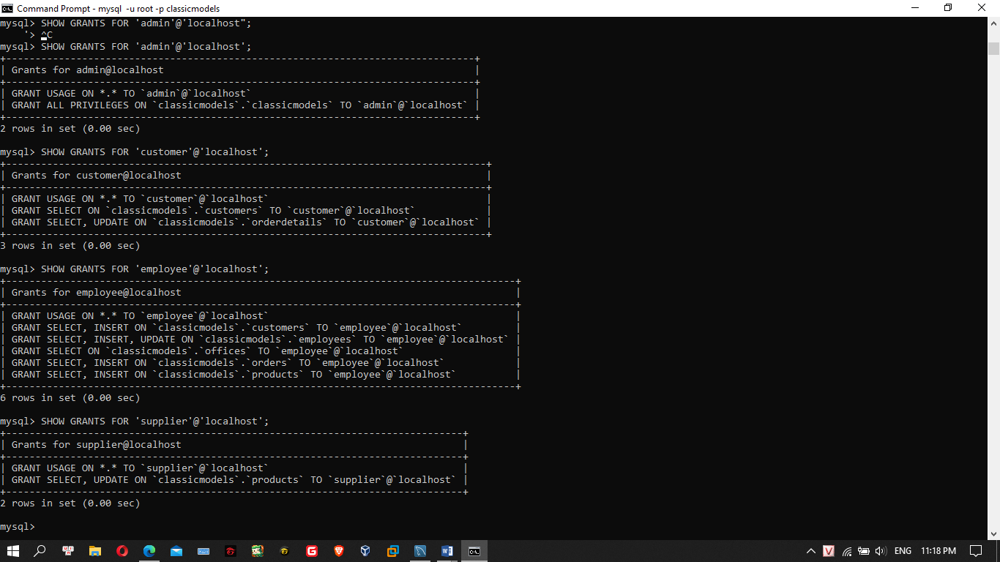 Command Prompt - mysql  -u root -p classicmodels
mysql> SHOW GRANTS FOR 'admin'@'localhost";
    '> ^C
mysql> SHOW GRANTS FOR 'admin'@'localhost';
+--------------------------------------------------------------------------------+
| Grants for admin@localhost                                                     |
+--------------------------------------------------------------------------------+
| GRANT USAGE ON *.* TO `admin`@`localhost`                                      |
| GRANT ALL PRIVILEGES ON `classicmodels`.`classicmodels` TO `admin`@`localhost` |
+--------------------------------------------------------------------------------+
2 rows in set (0.00 sec)

mysql> SHOW GRANTS FOR 'customer'@'localhost';
+----------------------------------------------------------------------------------+
| Grants for customer@localhost                                                    |
+----------------------------------------------------------------------------------+
| GRANT USAGE ON *.* TO `customer`@`localhost`                                     |
| GRANT SELECT ON `classicmodels`.`customers` TO `customer`@`localhost`            |
| GRANT SELECT, UPDATE ON `classicmodels`.`orderdetails` TO `customer`@`localhost` |
+----------------------------------------------------------------------------------+
3 rows in set (0.00 sec)

mysql> SHOW GRANTS FOR 'employee'@'localhost';
+---------------------------------------------------------------------------------------+
| Grants for employee@localhost                                                         |
+---------------------------------------------------------------------------------------+
| GRANT USAGE ON *.* TO `employee`@`localhost`                                          |
| GRANT SELECT, INSERT ON `classicmodels`.`customers` TO `employee`@`localhost`         |
| GRANT SELECT, INSERT, UPDATE ON `classicmodels`.`employees` TO `employee`@`localhost` |
| GRANT SELECT ON `classicmodels`.`offices` TO `employee`@`localhost`                   |
| GRANT SELECT, INSERT ON `classicmodels`.`orders` TO `employee`@`localhost`            |
| GRANT SELECT, INSERT ON `classicmodels`.`products` TO `employee`@`localhost`          |
+---------------------------------------------------------------------------------------+
6 rows in set (0.00 sec)

mysql> SHOW GRANTS FOR 'supplier'@'localhost';
+------------------------------------------------------------------------------+
| Grants for supplier@localhost                                                |
+------------------------------------------------------------------------------+
| GRANT USAGE ON *.* TO `supplier`@`localhost`                                 |
| GRANT SELECT, UPDATE ON `classicmodels`.`products` TO `supplier`@`localhost` |
+------------------------------------------------------------------------------+
2 rows in set (0.00 sec)

mysql>
ENG 11:18 PM